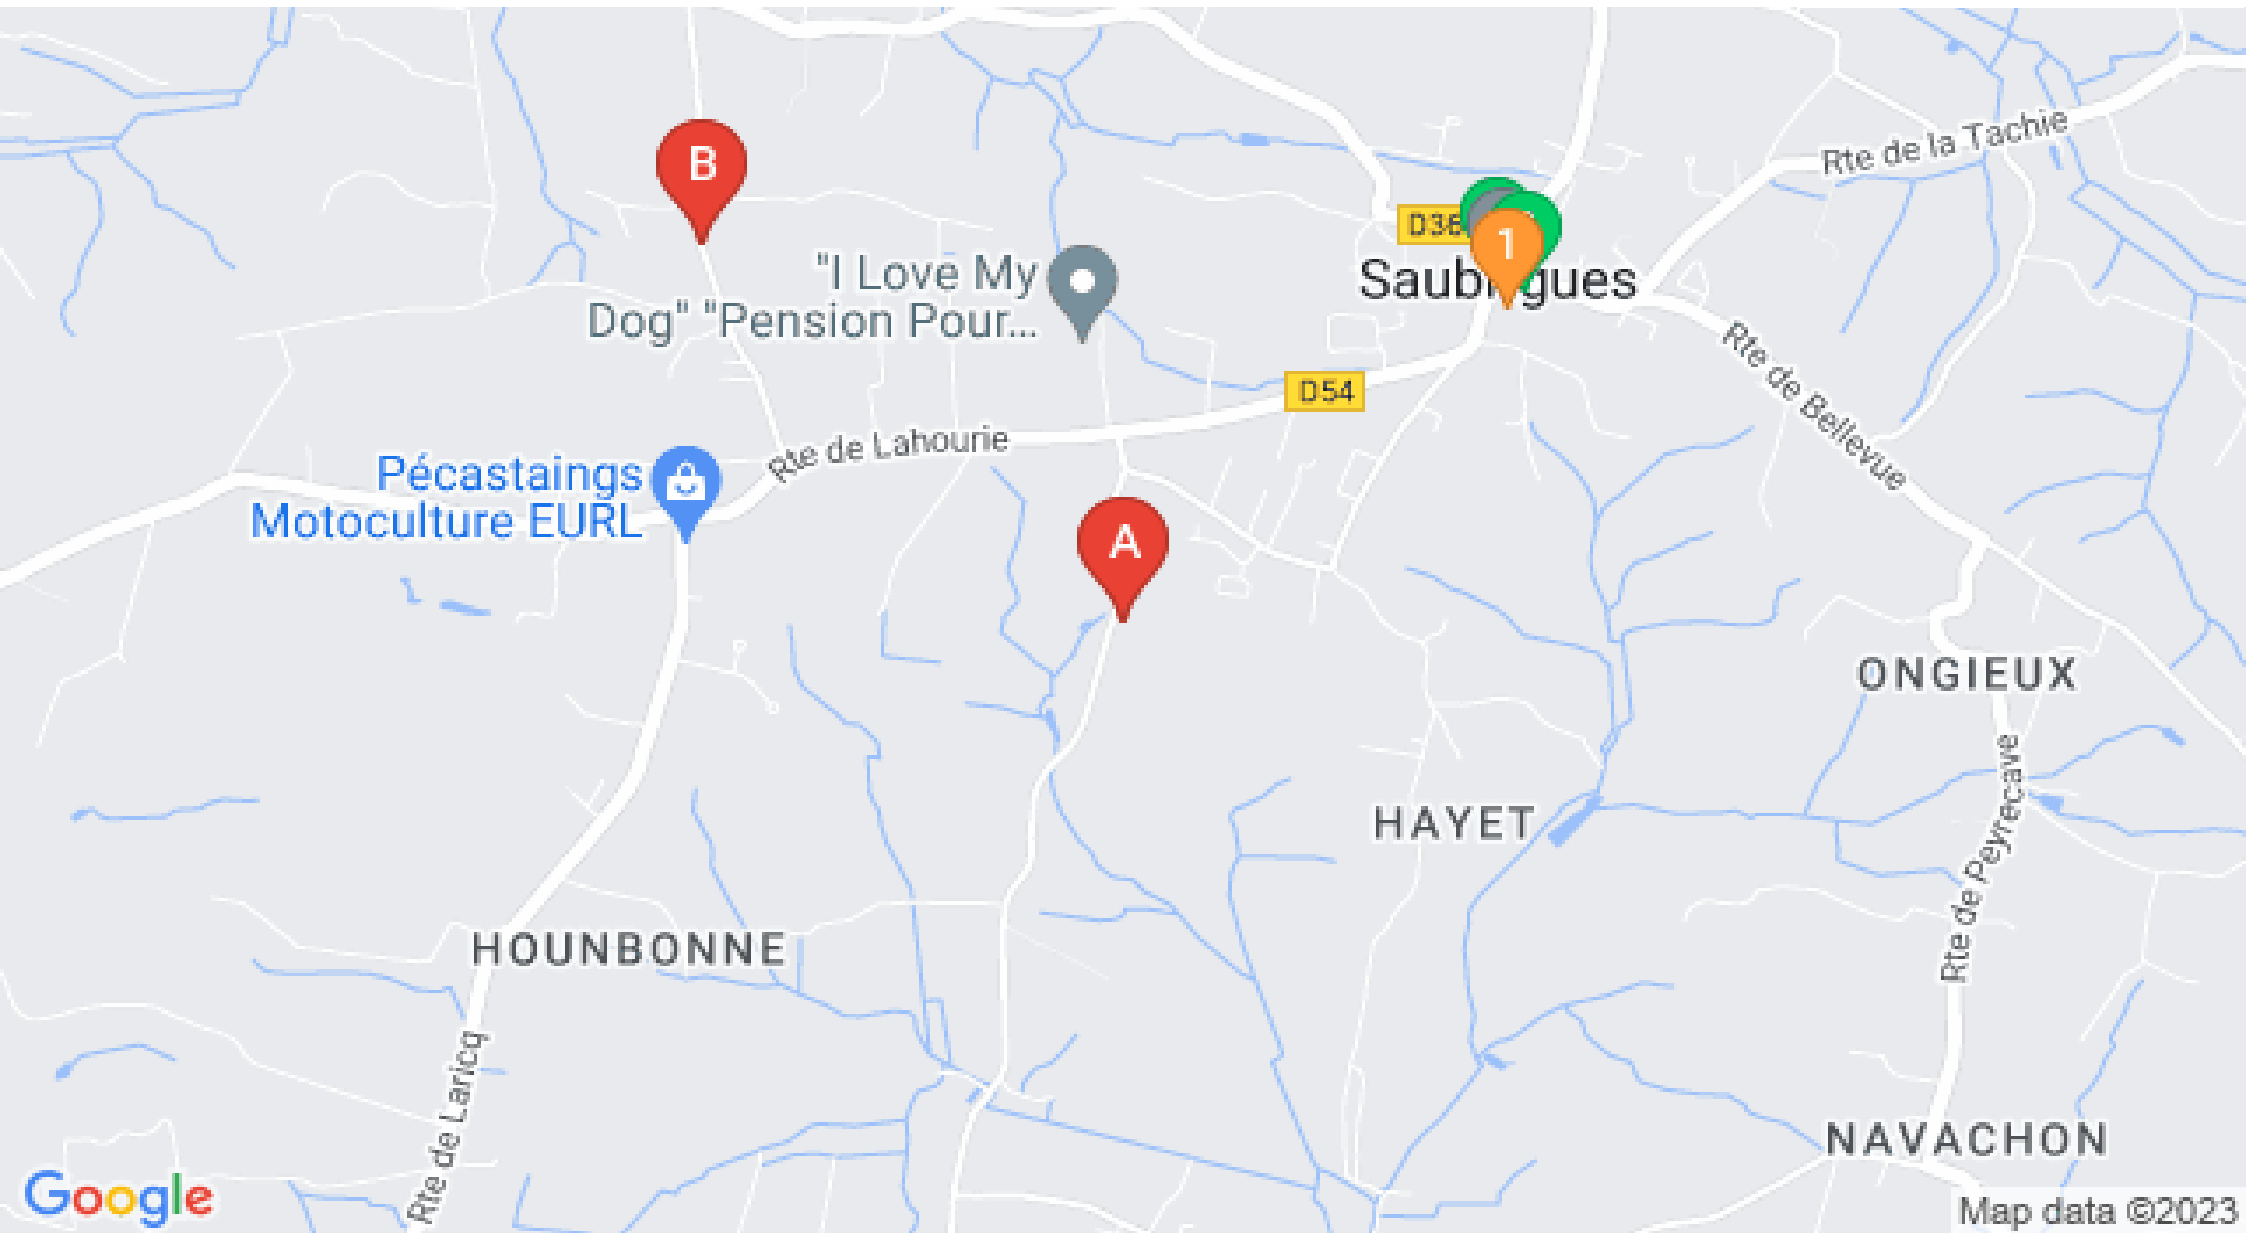 Rte de la Tachie
B
D36
1
"I Love My
Dog" "Pension Pour...
Rte de Bellevue
D54
Rte de Lahourie
Pécastaings
Motoculture EURL
A
ONGIEUX
HAYET
Rte de Peyrecave
HOUNBONNE
Rte de Laricq
NAVACHON
Google
Map data ©2023